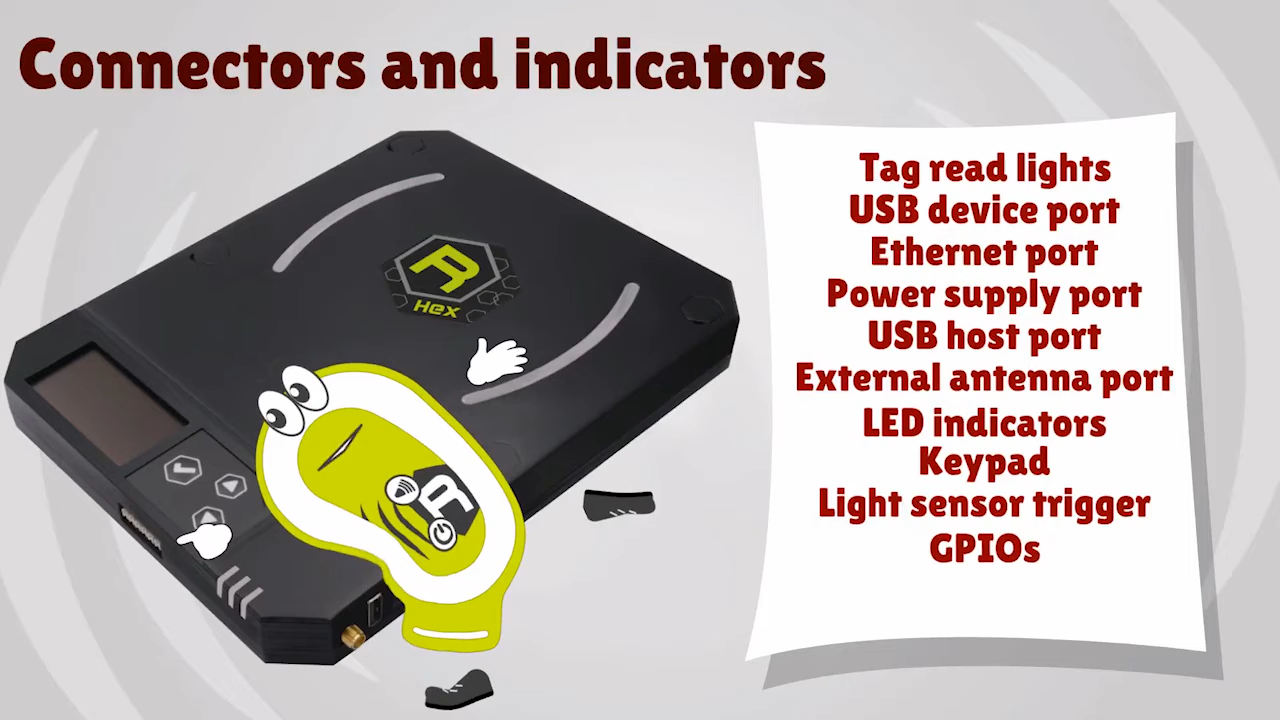 Connectors and indicators
Tag read lights
USB device port
Ethernet port
Power supply port
USB host port
External antenna port
LED indicators
Keypad
Light sensor trigger
GPIOs
R
Hex
R